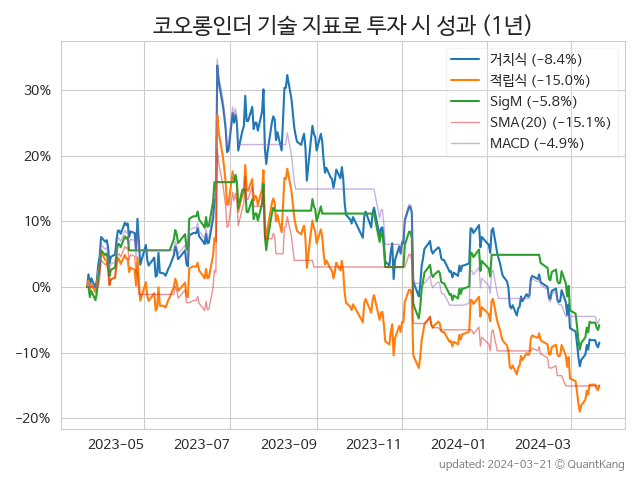 코오롱인더 기술 지표로 투자 시 성과 (1년)
거치식 (−8.4%)
적립식 (−15.0%)
SigM (−5.8%)
SMA(20) (−15.1%)
MACD (−4.9%)
30%
20%
10%
0%
−10%
−20%
2023−05 2023−07 2023−09 2023−11 2024−01 2024−03
updated: 2024-03-21 © QuantKang